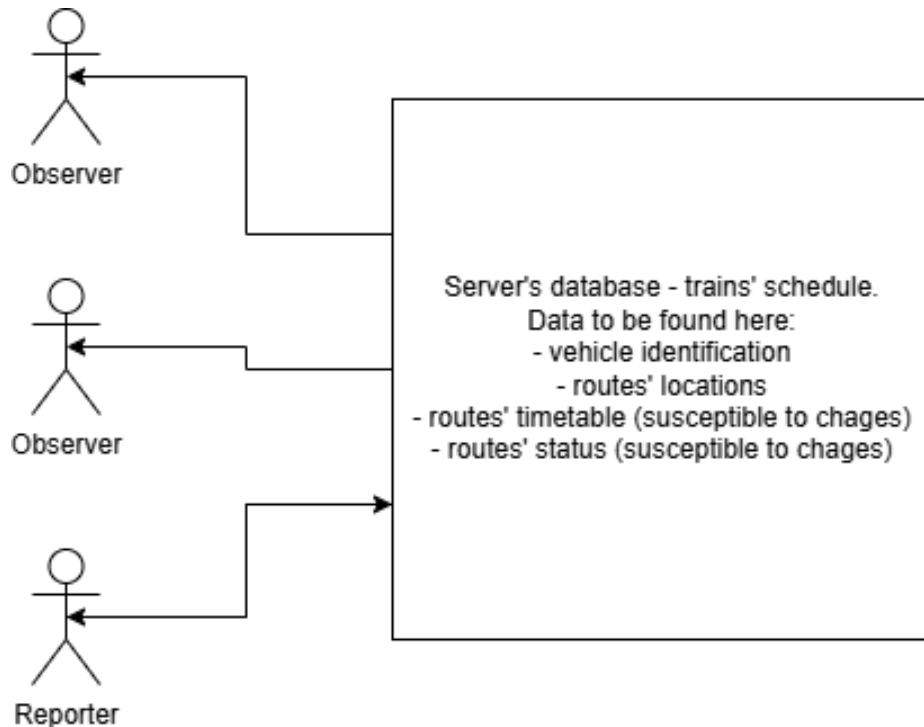 Observer
Observer
Reporter
Server's database - trains' schedule.
Data to be found here:
- vehicle identification
- routes' locations
- routes' timetable (susceptible to chages)
- routes' status (susceptible to chages)